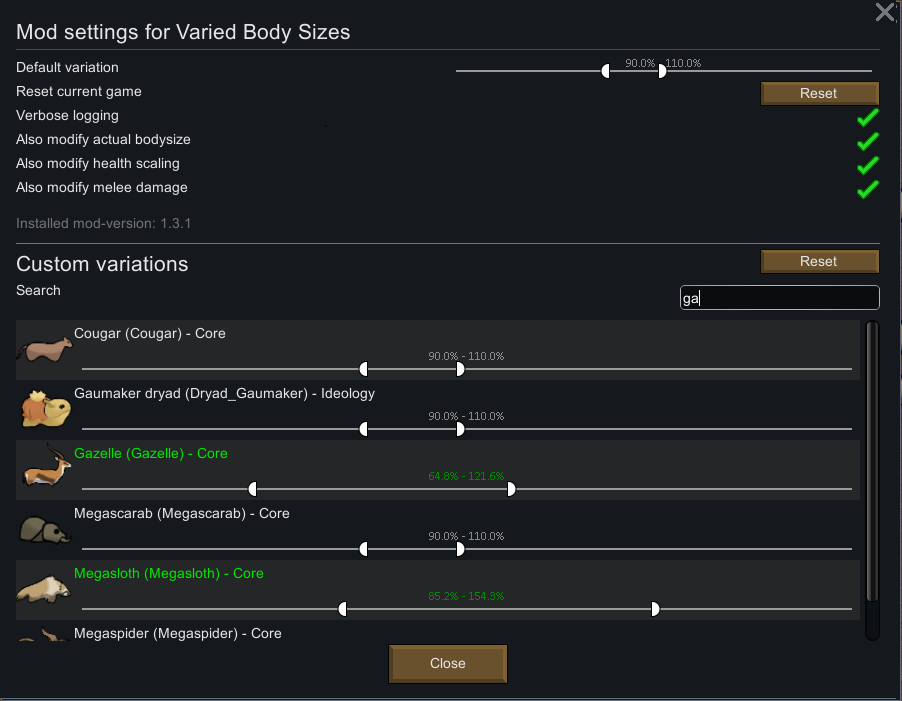 Mod settings for Varied Body Sizes
Default variation
90.0% - 110.0%
Reset current game
Reset
Verbose logging
Also modify actual bodysize
Also modify health scaling
Also modify melee damage
Installed mod-version: 1.3.1
Custom variations
Reset
Search
ga
Cougar (Cougar) - Core
90.0% - 110.0%
Gaumaker dryad (Dryad_Gaumaker) - Ideology
90.0% - 110.0%
Gazelle (Gazelle) - Core
64.8% - 121.6%
Megascarab (Megascarab) - Core
90.0% - 110.0%
Megasloth (Megasloth) - Core
85.2% - 154.3%
Megaspider (Megaspider) - Core
Close